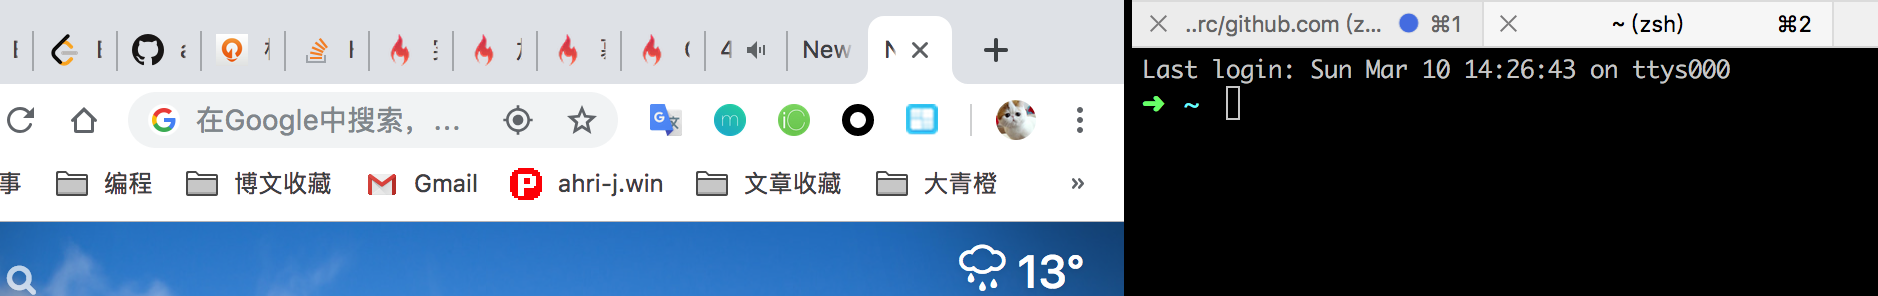 New
在Google中搜索，...
事 编程 博文收藏 Gmail ahri-j.win 文章收藏 大青橙 »
13°
..rc/github.com (z... ⌘1
~ (zsh) ⌘2
Last login: Sun Mar 10 14:26:43 on ttys000
➜ ~